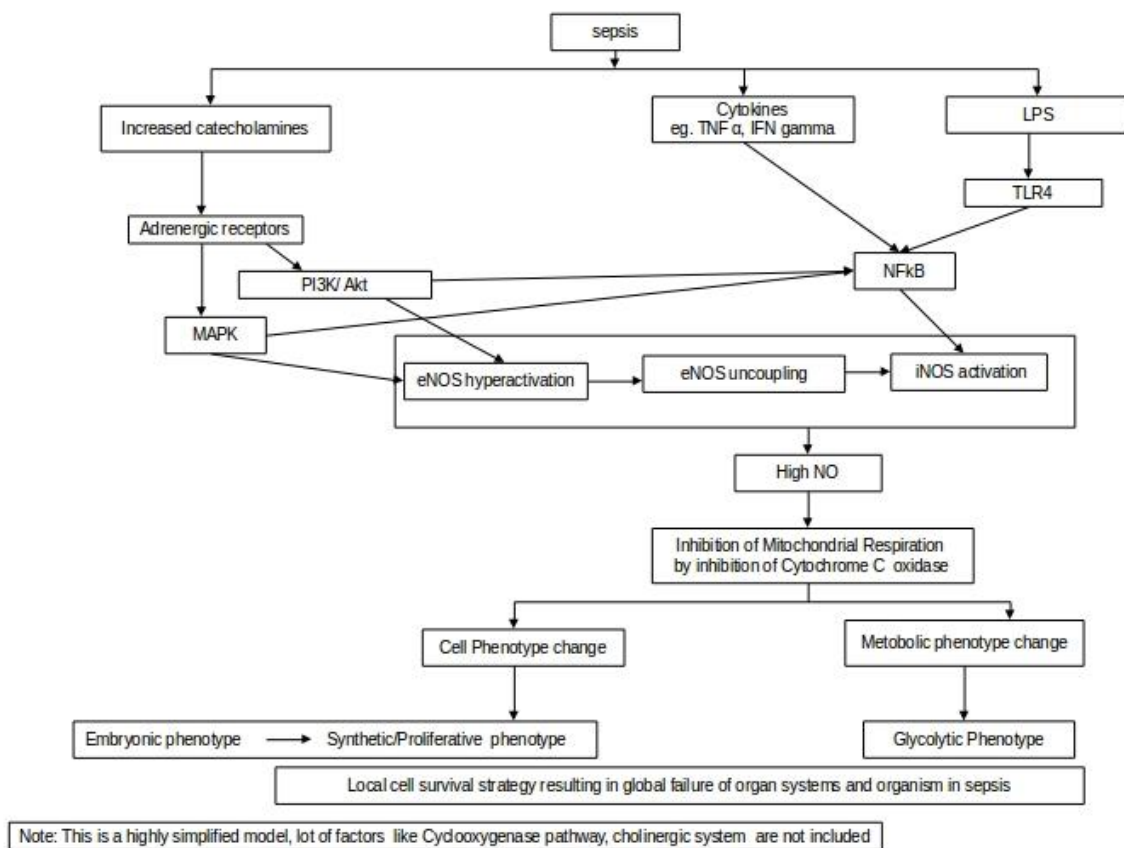 sepsis
Increased catecholamines
Cytokines
eg. TNF α, IFN gamma
LPS
TLR4
Adrenergic receptors
PI3K/ Akt
NFkB
MAPK
eNOS hyperactivation
eNOS uncoupling
iNOS activation
High NO
Inhibition of Mitochondrial Respiration
by inhibition of Cytochrome C oxidase
Cell Phenotype change
Metabolic phenotype change
Embryonic phenotype
Synthetic/Proliferative phenotype
Glycolytic Phenotype
Local cell survival strategy resulting in global failure of organ systems and organism in sepsis
Note: This is a highly simplified model, lot of factors like Cyclooxygenase pathway, cholinergic system are not included